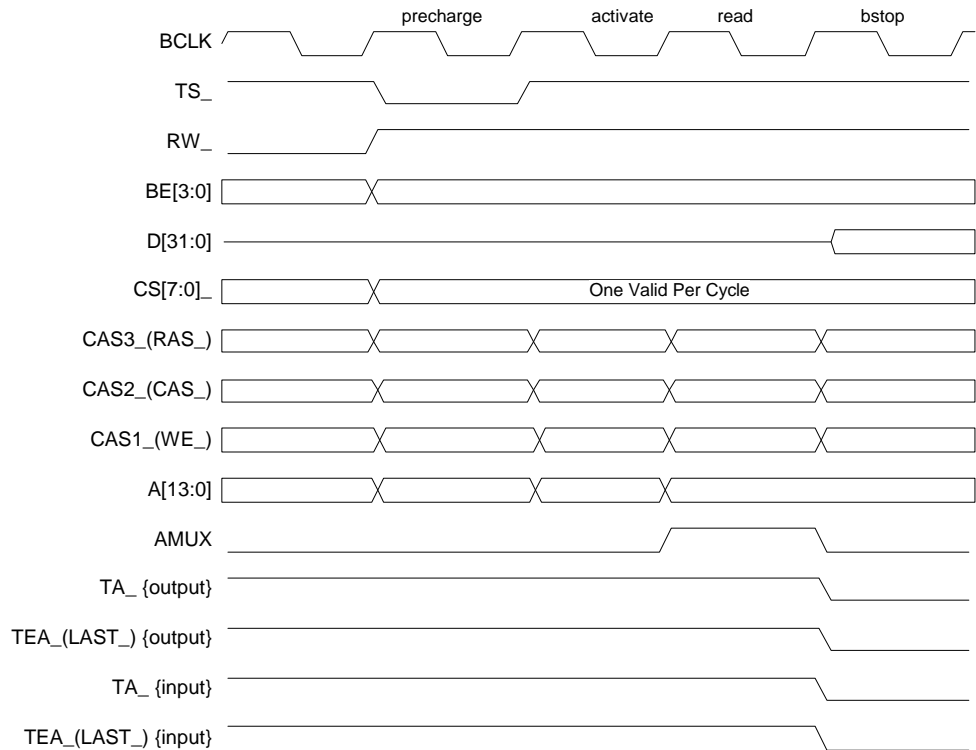 precharge activate read bstop
BCLK
TS_
RW_
BE[3:0]
D[31:0]
CS[7:0]_ One Valid Per Cycle
CAS3_(RAS_)
CAS2_(CAS_)
CAS1_(WE_)
A[13:0]
AMUX
TA_ {output}
TEA_(LAST_) {output}
TA_ {input}
TEA_(LAST_) {input}